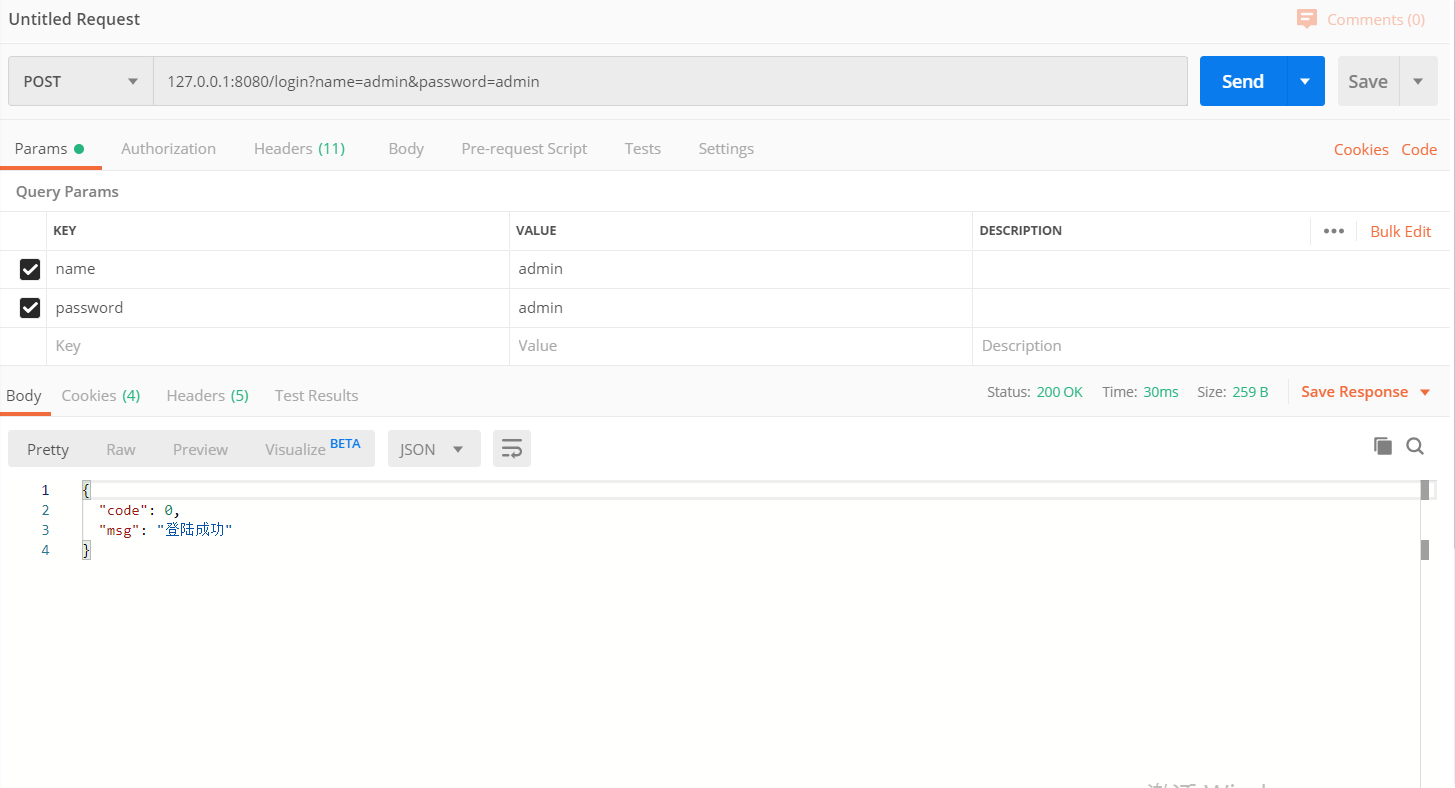 Untitled Request
Comments (0)
POST 127.0.0.1:8080/login?name=admin&password=admin Send Save
Params Authorization Headers (11) Body Pre-request Script Tests Settings Cookies Code
Query Params
KEY VALUE DESCRIPTION ••• Bulk Edit
name admin
password admin
Key Value Description
Body Cookies (4) Headers (5) Test Results Status: 200 OK Time: 30ms Size: 259 B Save Response
Pretty Raw Preview Visualize BETA JSON
1 {
2 "code": 0,
3 "msg": "登陆成功"
4 }